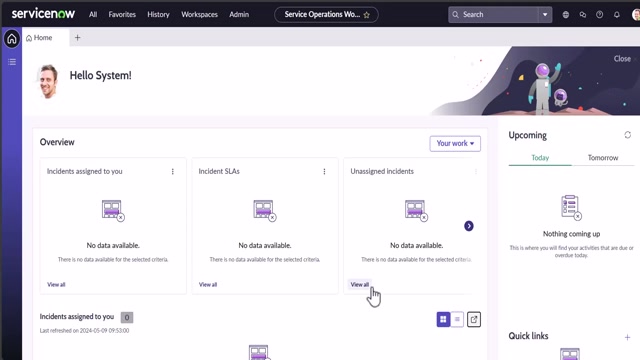 servicenow All Favorites History Workspaces Admin Service Operations Wo... Search
Home
Hello System!
Close
Overview
Your work
Incidents assigned to you
No data available.
There is no data available for the selected criteria.
View all
Incident SLAs
No data available.
There is no data available for the selected criteria.
View all
Unassigned incidents
No data available.
There is no data available for the selected criteria.
View all
Incidents assigned to you 0
Last refreshed on 2024-05-09 09:53:00
Upcoming
Today Tomorrow
Nothing coming up
This is where you will find your activities that are due or
overdue today.
Quick links